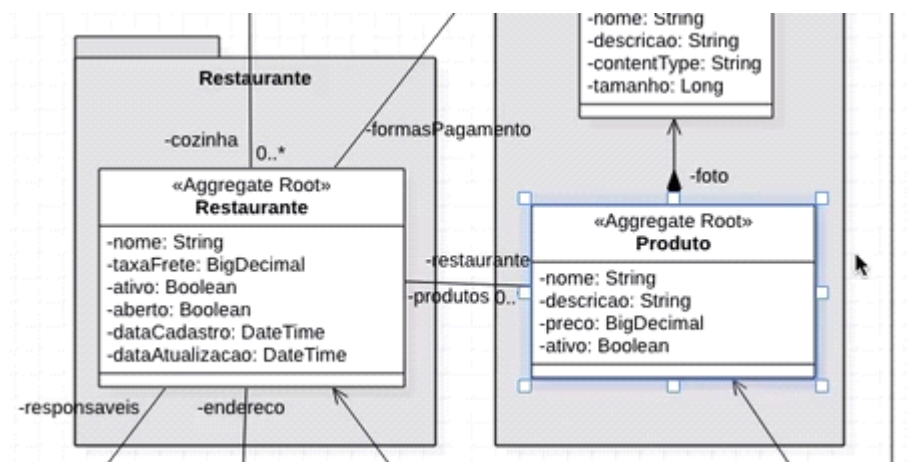 Restaurante
-cozinha
0..*
-formasPagamento
«Aggregate Root»
Restaurante
-nome: String
-taxaFrete: BigDecimal
-ativo: Boolean
-aberto: Boolean
-dataCadastro: DateTime
-dataAtualizacao: DateTime
-responsaveis
-endereco
-restaurante
-produtos 0..
-nome: String
-descricao: String
-contentType: String
-tamanho: Long
-foto
«Aggregate Root»
Produto
-nome: String
-descricao: String
-preco: BigDecimal
-ativo: Boolean